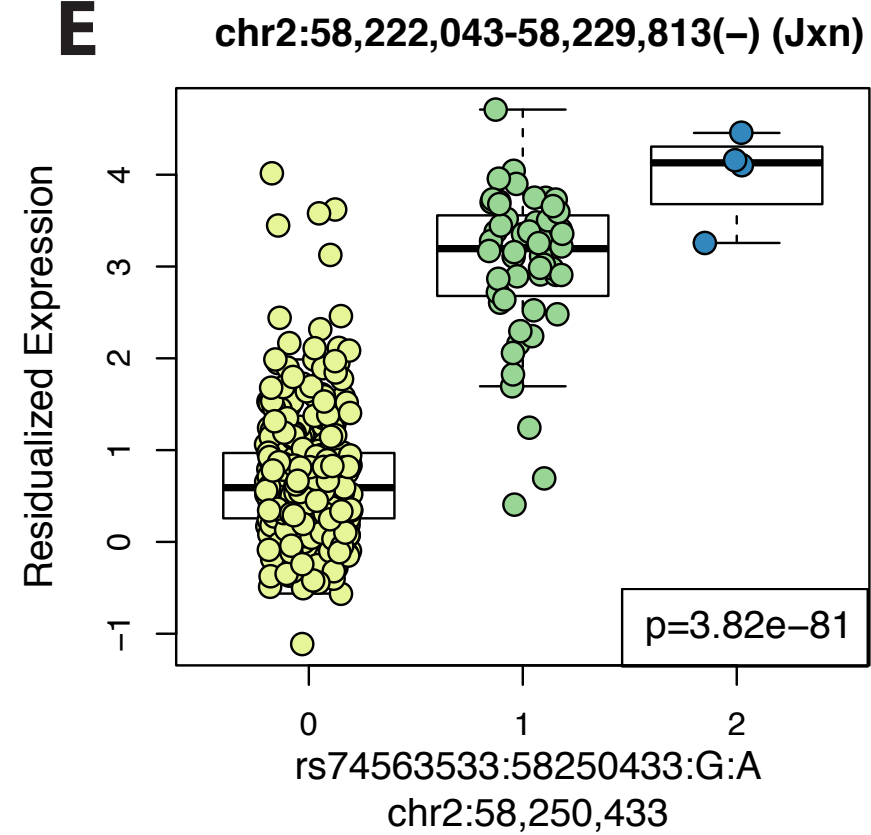 E
chr2:58,222,043-58,229,813(–) (Jxn)
Residualized Expression
4
3
2
1
0
−1
p=3.82e−81
0 1 2
rs74563533:58250433:G:A
chr2:58,250,433